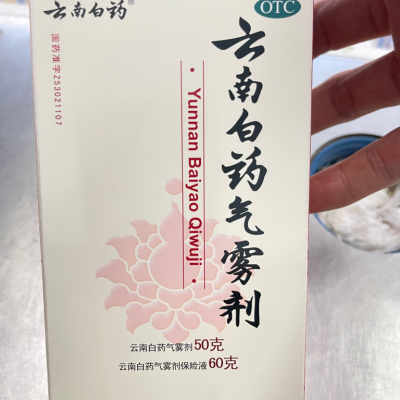 云南白药®
OTC
国药准字Z53021107
云南白药气雾剂
· Yunnan Baiyao Qiwuji ·
云南白药气雾剂50克
云南白药气雾剂保险液60克